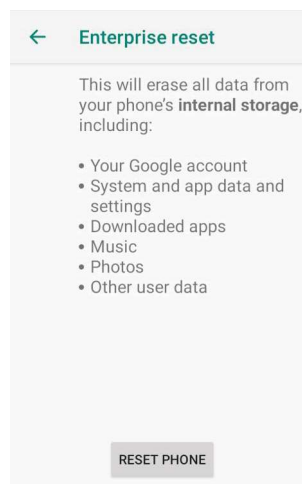 Enterprise reset
This will erase all data from
your phone's internal storage,
including:
• Your Google account
• System and app data and
settings
• Downloaded apps
• Music
• Photos
• Other user data
RESET PHONE